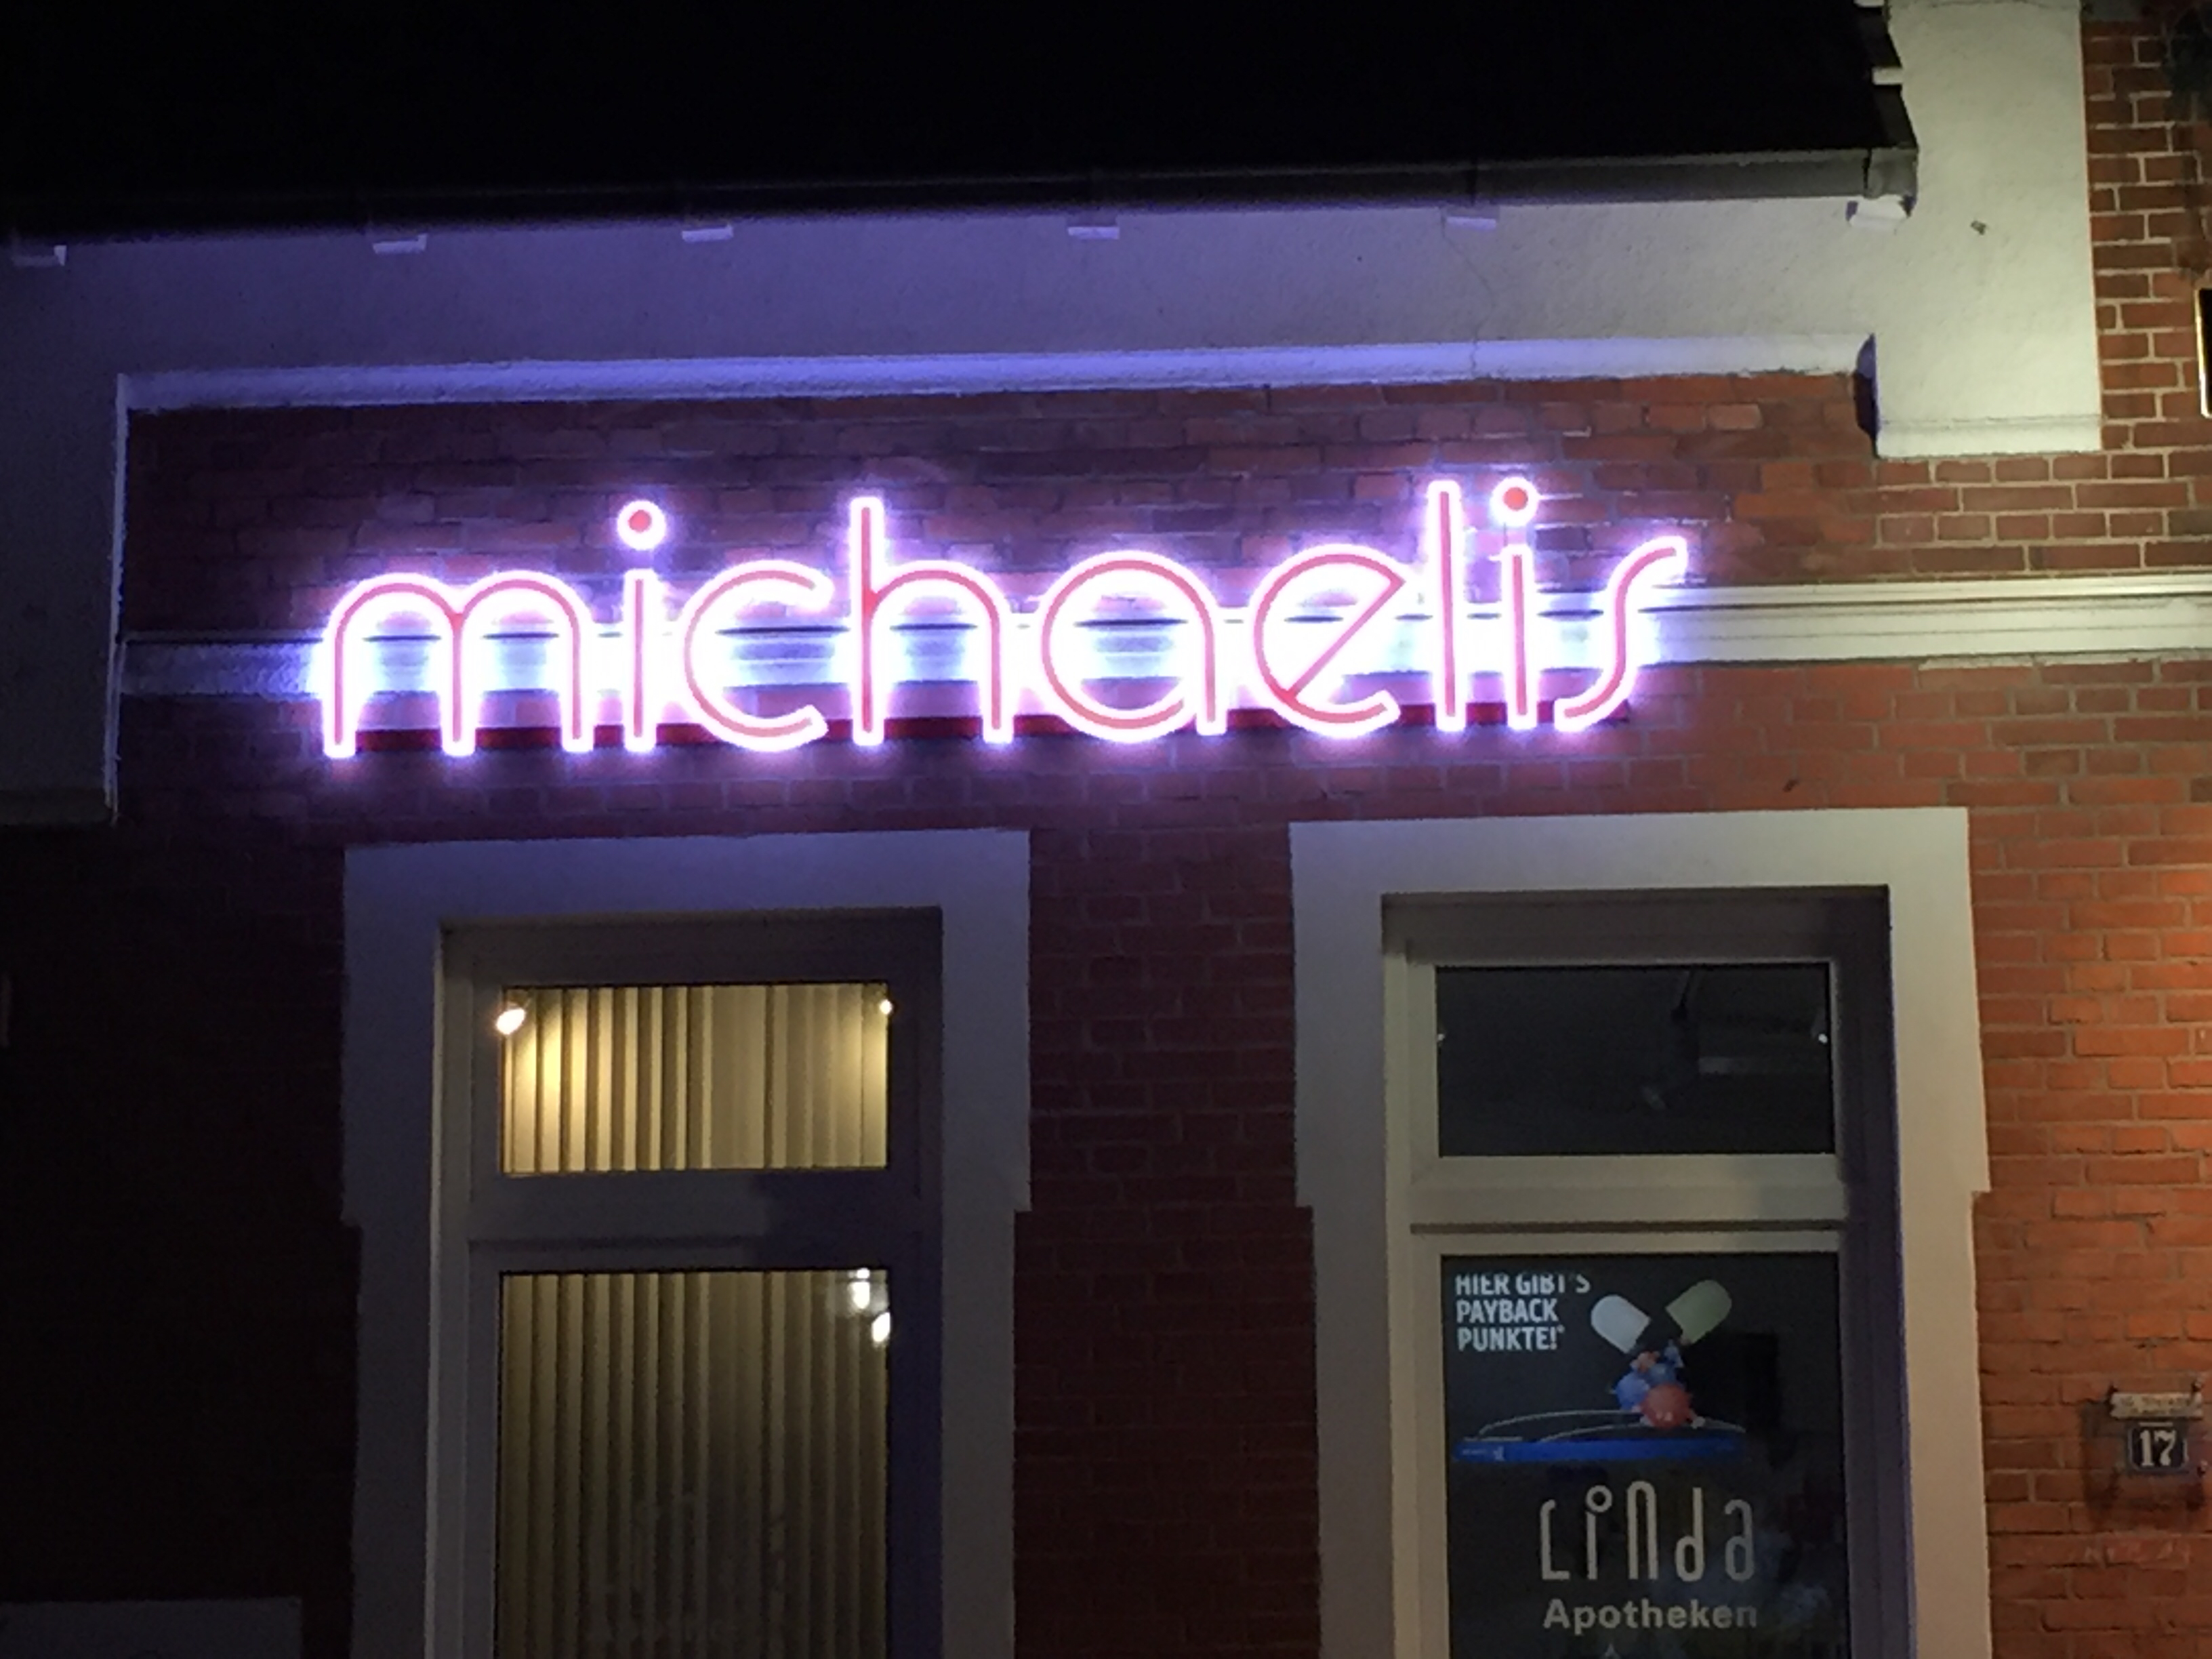 michaelis
HIER GIBT'S
PAYBACK
PUNKTE!*
LINdA
Apotheken
17